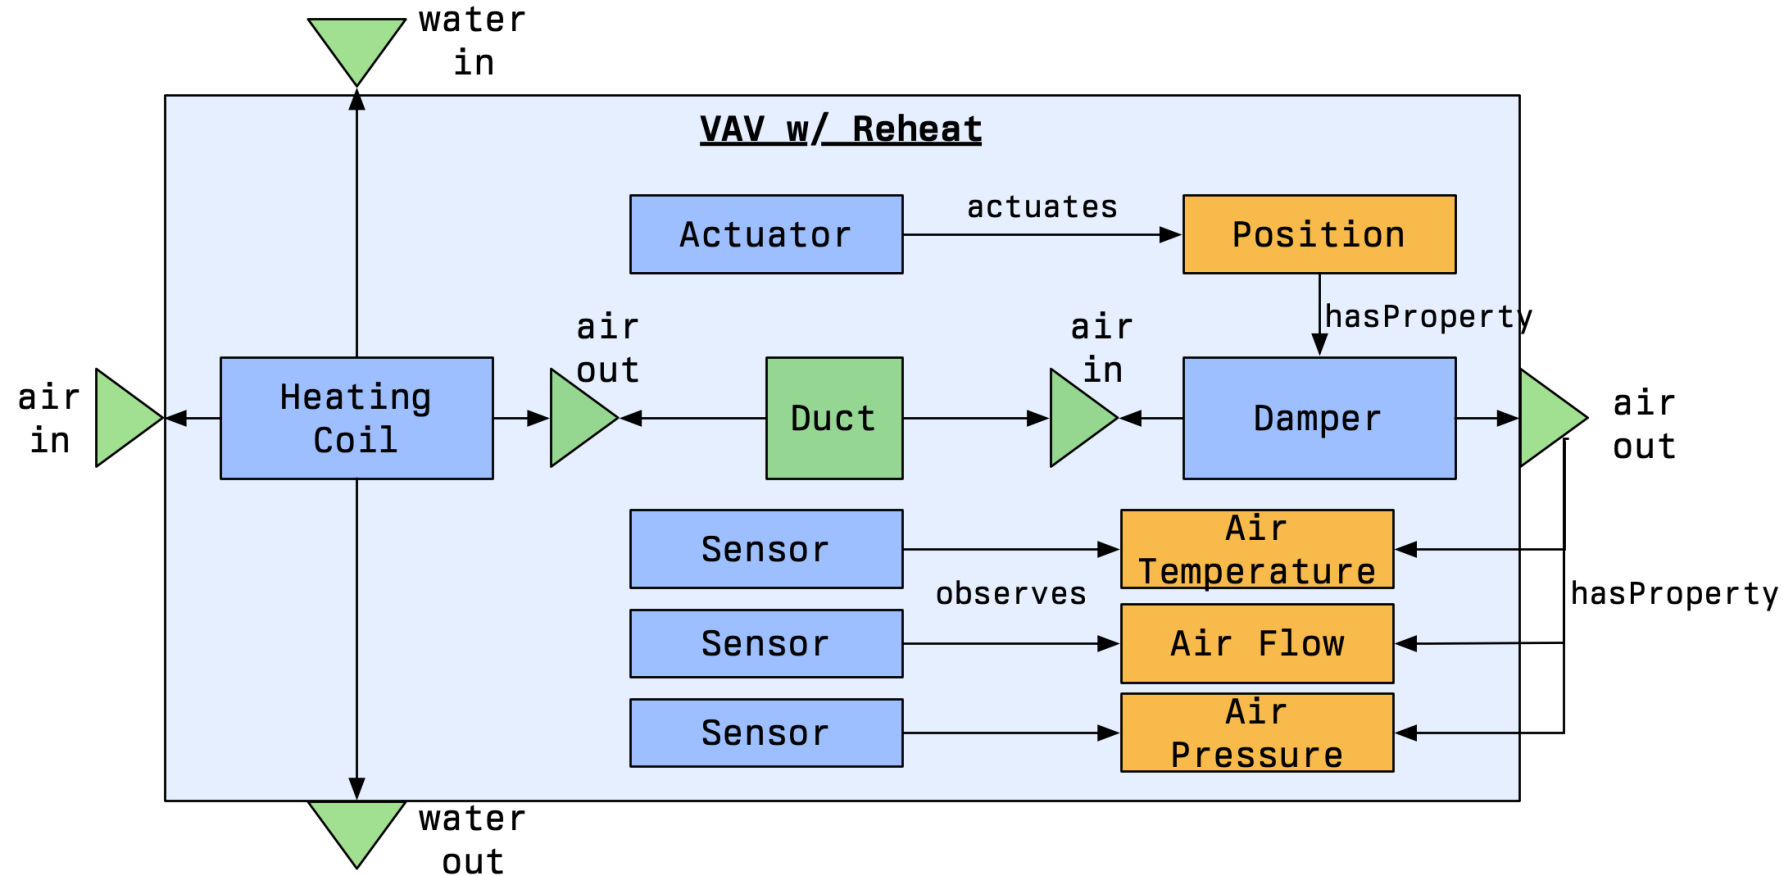 water
in
VAV w/ Reheat
Actuator
actuates
Position
hasProperty
air
in
Heating
Coil
air
out
Duct
air
in
Damper
air
out
Sensor
Air
Temperature
observes
hasProperty
Sensor
Air Flow
Sensor
Air
Pressure
water
out